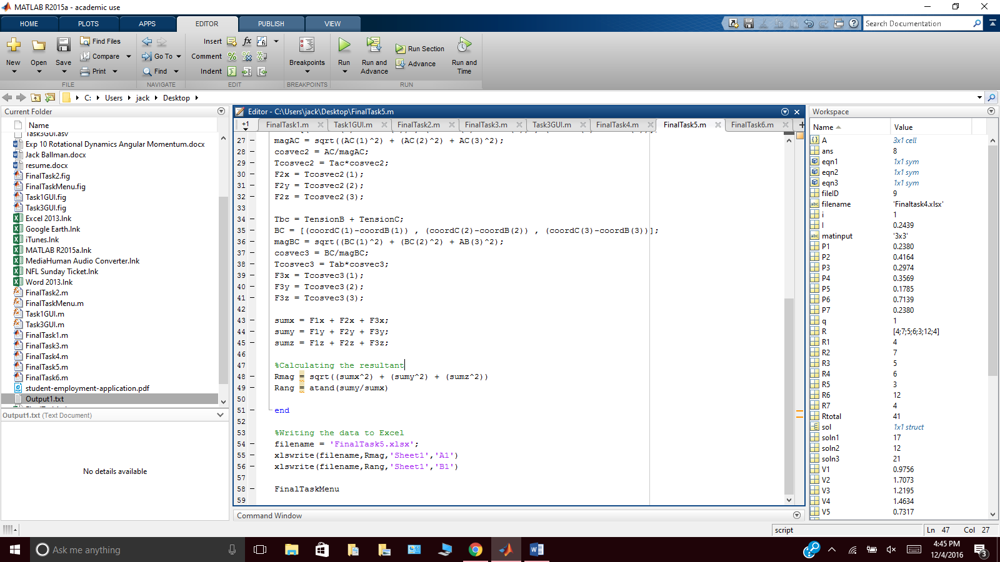 MATLAB R2015a - academic use
HOME PLOTS APPS EDITOR PUBLISH VIEW
Search Documentation
New Open Save
Find Files
Compare
Print
Go To
Find
Insert fx
Comment
Indent
Breakpoints
Run
Run and Advance
Run Section
Advance
Run and Time
FILE NAVIGATE EDIT BREAKPOINTS RUN
C: Users jack Desktop
Current Folder
Name
Task3GUI.asv
Exp 10 Rotational Dynamics Angular Momentum.docx
Jack Ballman.docx
resume.docx
FinalTask2.fig
FinalTaskMenu.fig
Task1GUI.fig
Task3GUI.fig
Excel 2013.lnk
Google Earth.lnk
iTunes.lnk
MATLAB R2015a.lnk
MediaHuman Audio Converter.lnk
NFL Sunday Ticket.lnk
Word 2013.lnk
FinalTask2.m
FinalTaskMenu.m
Task1GUI.m
Task3GUI.m
FinalTask1.m
FinalTask3.m
FinalTask4.m
FinalTask5.m
FinalTask6.m
student-employment-application.pdf
Output1.txt
Output1.txt (Text Document)
No details available
Editor - C:\Users\jack\Desktop\FinalTask5.m
+1 FinalTask1.m Task1GUI.m FinalTask2.m FinalTask3.m Task3GUI.m FinalTask4.m FinalTask5.m FinalTask6.m
27 magAC = sqrt((AC(1)^2) + (AC(2)^2) + AC(3)^2);
28 cosvec2 = AC/magAC;
29 Tcosvec2 = Tac*cosvec2;
30 F2x = Tcosvec2(1);
31 F2y = Tcosvec2(2);
32 F2z = Tcosvec2(3);
33
34 Tbc = TensionB + TensionC;
35 BC = [(coordC(1)-coordB(1)) , (coordC(2)-coordB(2)) , (coordC(3)-coordB(3))];
36 magBC = sqrt((BC(1)^2) + (BC(2)^2) + AB(3)^2);
37 cosvec3 = BC/magBC;
38 Tcosvec3 = Tab*cosvec3;
39 F3x = Tcosvec3(1);
40 F3y = Tcosvec3(2);
41 F3z = Tcosvec3(3);
42
43 sumx = F1x + F2x + F3x;
44 sumy = F1y + F2y + F3y;
45 sumz = F1z + F2z + F3z;
46
47 %Calculating the resultant
48 Rmag = sqrt((sumx^2) + (sumy^2) + (sumz^2))
49 Rang = atand(sumy/sumx)
50
51 end
52
53 %Writing the data to Excel
54 filename = 'FinalTask5.xlsx';
55 xlswrite(filename,Rmag,'Sheet1','A1')
56 xlswrite(filename,Rang,'Sheet1','B1')
57
58 FinalTaskMenu
59
Command Window
Workspace
Name Value
A 3x1 cell
ans 8
eqn1 1x1 sym
eqn2 1x1 sym
eqn3 1x1 sym
fileID 9
filename 'Finaltask4.xlsx'
i 1
I 0.2439
matinput '3x3'
P1 0.2380
P2 0.4164
P3 0.2974
P4 0.3569
P5 0.1785
P6 0.7139
P7 0.2380
q 1
R [4;7;5;6;3;12;4]
R1 4
R2 7
R3 5
R4 6
R5 3
R6 12
R7 4
Rtotal 41
sol 1x1 struct
soln1 17
soln2 12
soln3 21
V1 0.9756
V2 1.7073
V3 1.2195
V4 1.4634
V5 0.7317
script Ln 47 Col 27
Ask me anything
4:45 PM
12/4/2016
3